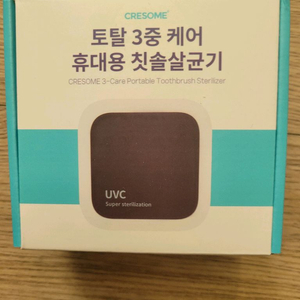 CRESOME
토탈 3중 케어
휴대용 칫솔살균기
CRESOME 3-Care Portable Toothbrush Sterilizer
UVC
Super sterilization